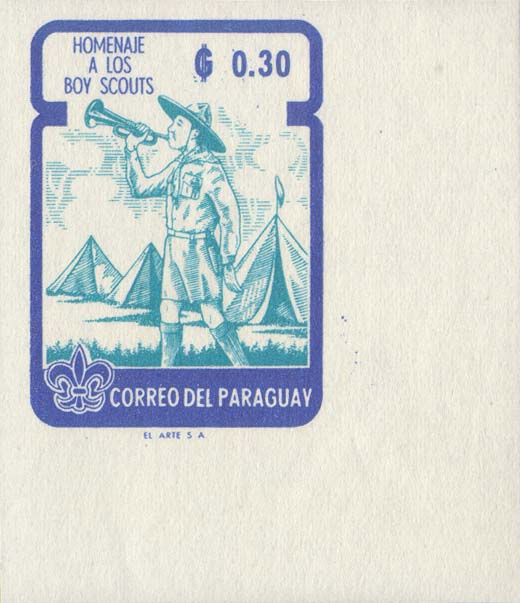 HOMENAJE
A LOS
BOY SCOUTS
₲ 0.30
CORREO DEL PARAGUAY
EL ARTE S A